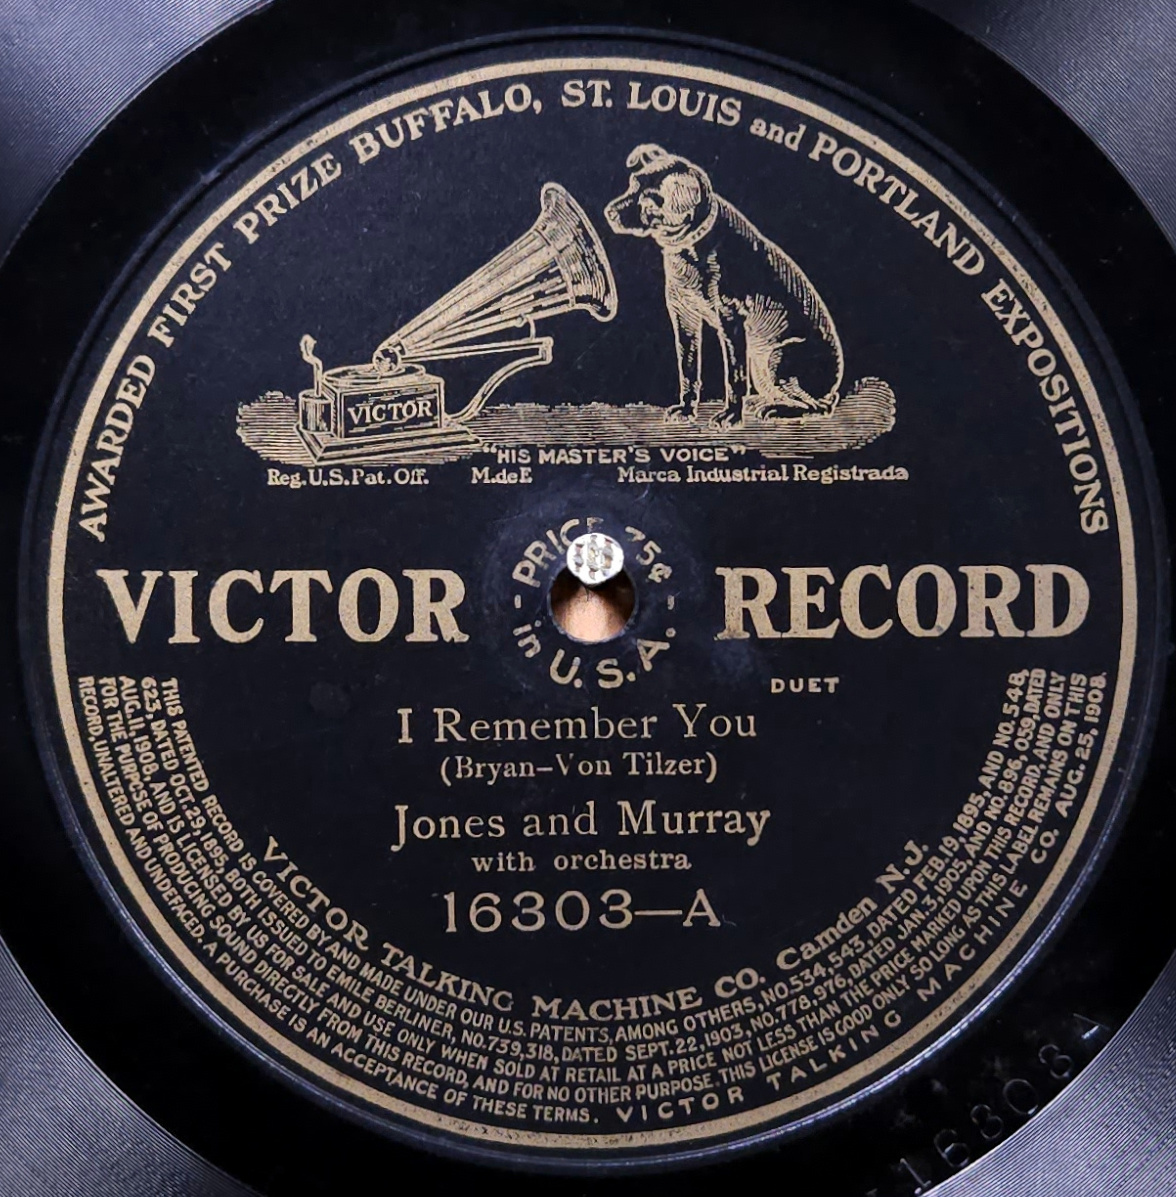 AWARDED FIRST PRIZE BUFFALO, ST. LOUIS and PORTLAND EXPOSITIONS
VICTOR
"HIS MASTER'S VOICE"
Reg.U.S.Pat.Off. M.deE Marca Industrial Registrada
PRICE 75¢
in U.S.A.
VICTOR RECORD
DUET
I Remember You
(Bryan–Von Tilzer)
Jones and Murray
with orchestra
16303—A
VICTOR TALKING MACHINE CO. Camden N.J.
THIS PATENTED RECORD IS COVERED BY AND MADE UNDER OUR U.S. PATENTS, AMONG OTHERS, NO.534,543, DATED FEB.19, 1895, AND NO.548,
623, DATED OCT.29,1895, BOTH ISSUED TO EMILE BERLINER, NO.739,318, DATED SEPT.22,1903, NO.778,976, DATED JAN.3,1905, AND NO.896,059, DATED
AUG.11,1908, AND IS LICENSED BY US FOR SALE AND USE ONLY WHEN SOLD AT RETAIL AT A PRICE NOT LESS THAN THE PRICE MARKED UPON THIS RECORD, AND ONLY
FOR THE PURPOSE OF PRODUCING SOUND DIRECTLY FROM THIS RECORD, AND FOR NO OTHER PURPOSE. THIS LICENSE IS GOOD ONLY SO LONG AS THIS LABEL REMAINS ON THIS
RECORD, UNALTERED AND UNDEFACED. A PURCHASE IS AN ACCEPTANCE OF THESE TERMS. VICTOR TALKING MACHINE CO. AUG. 25, 1908.
16303 A